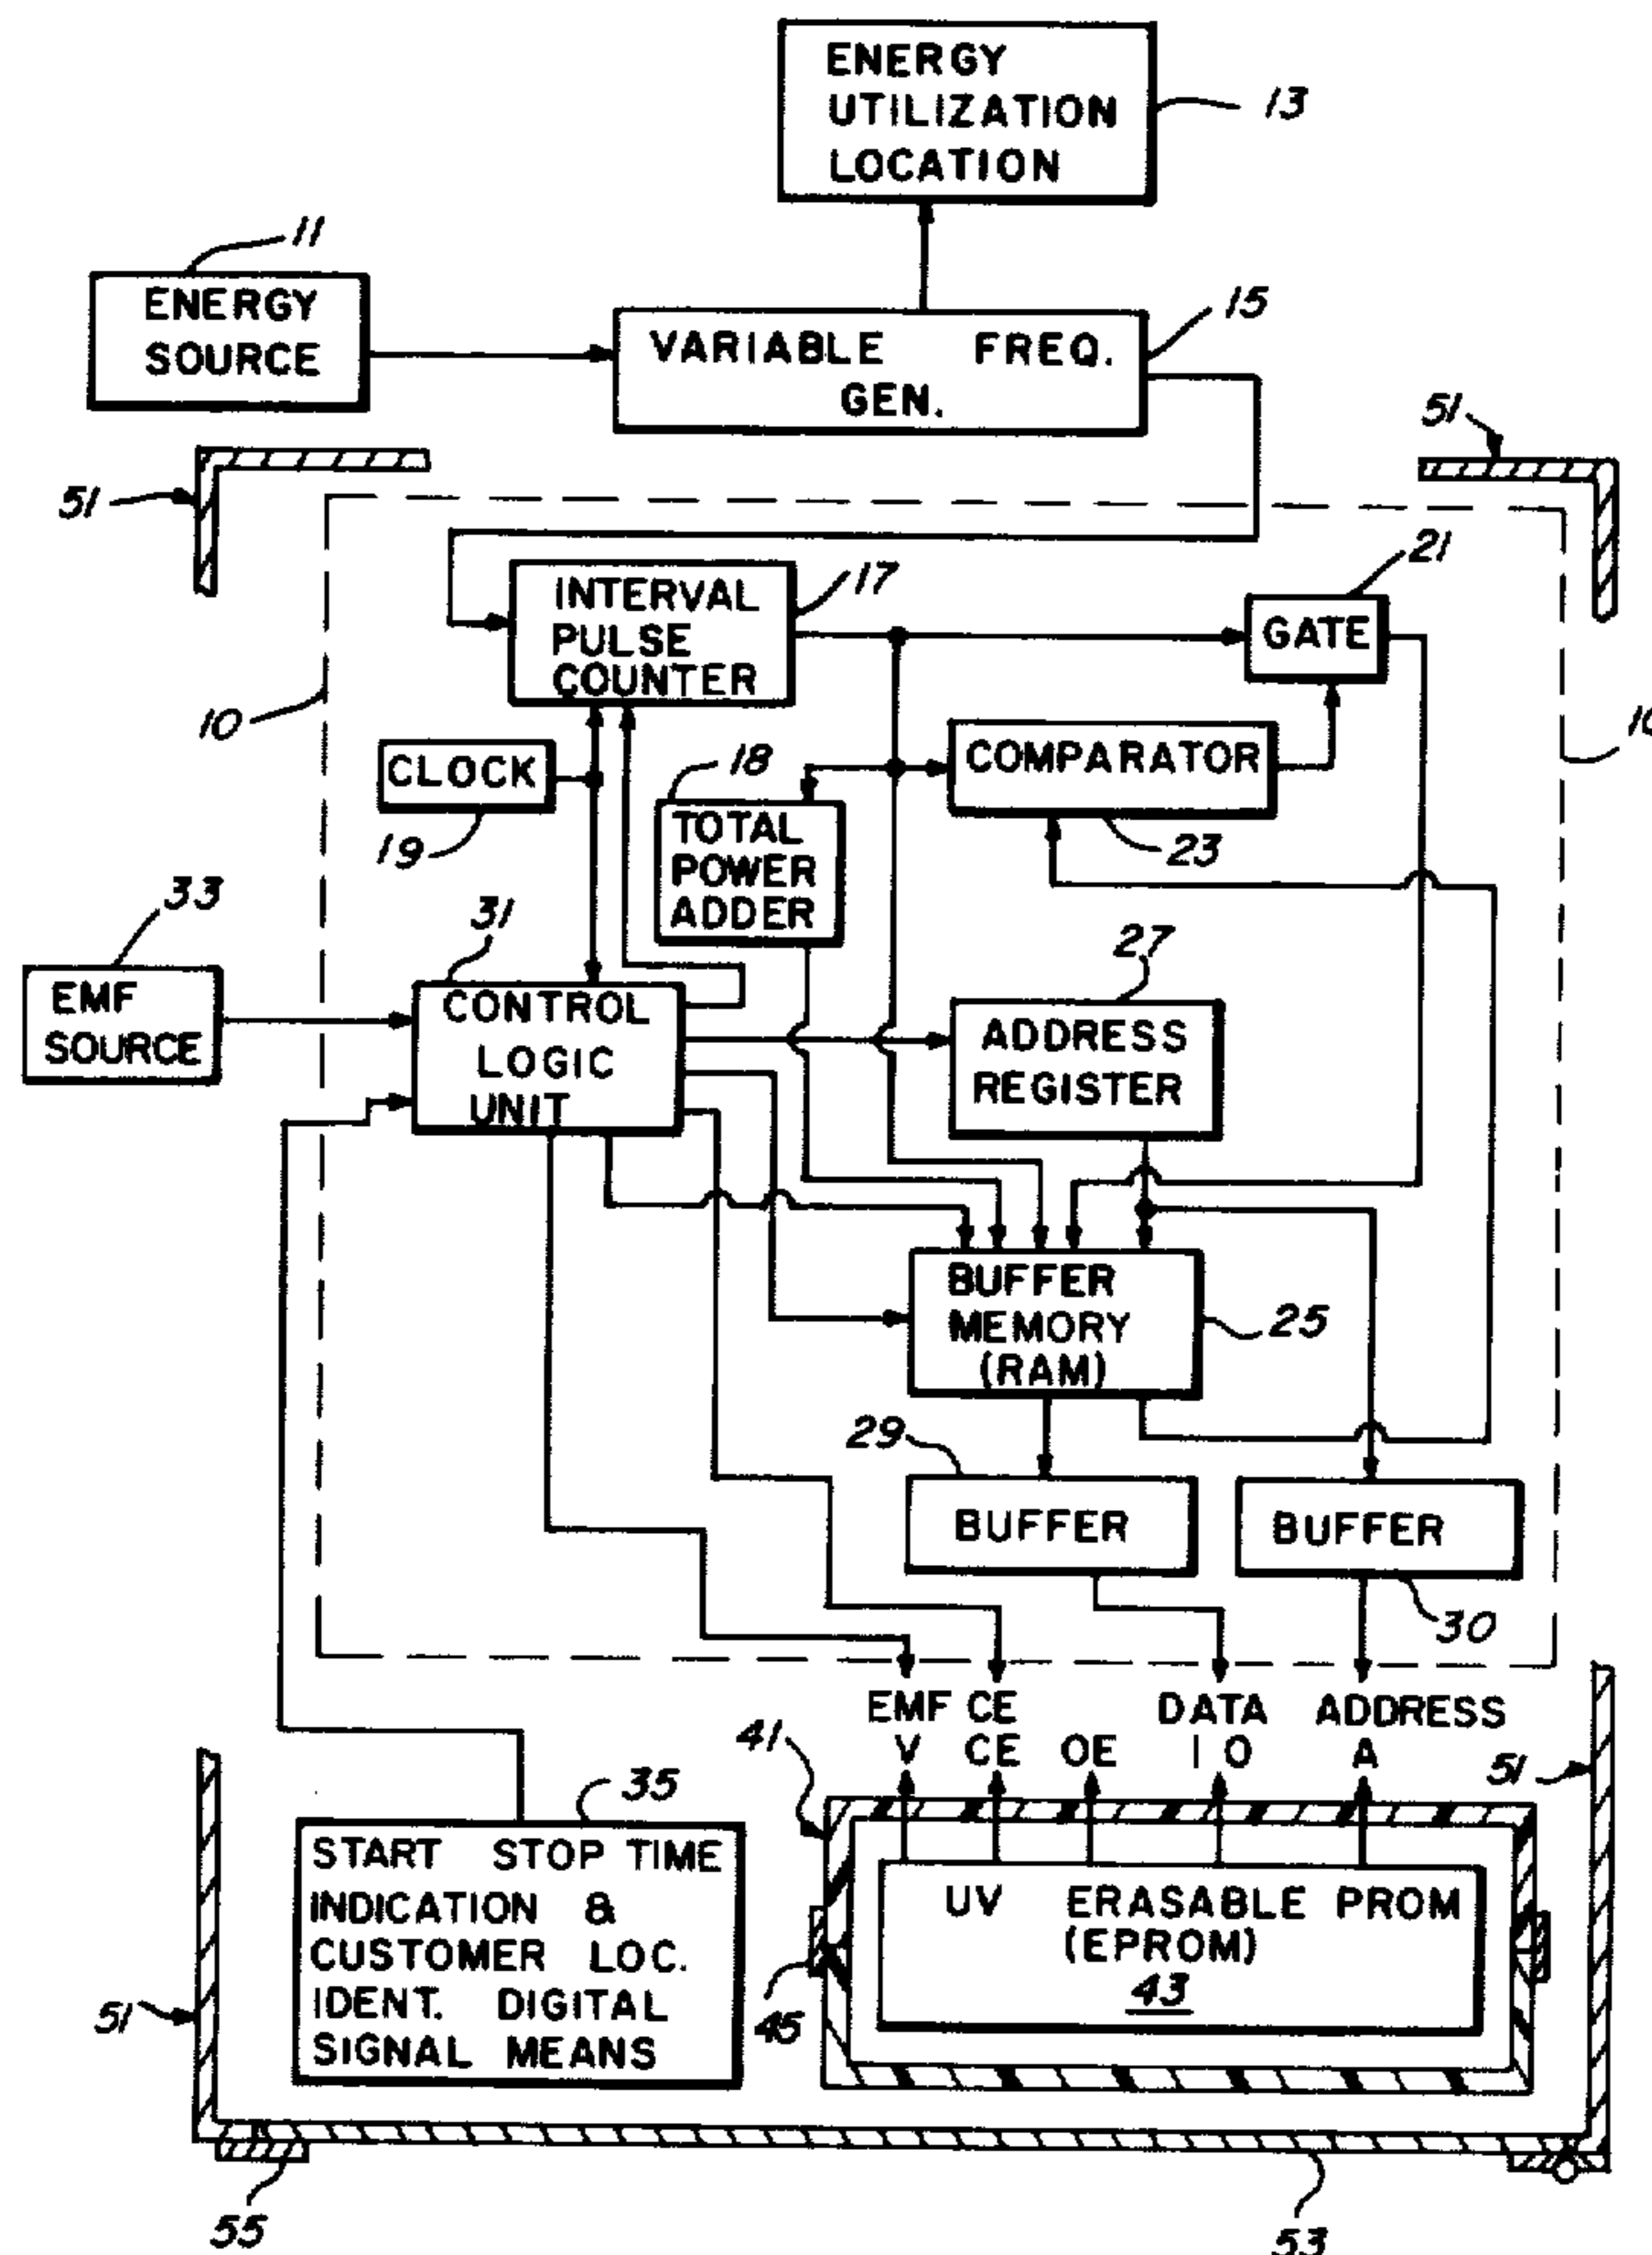 ENERGY
UTILIZATION
LOCATION
13
11
ENERGY
SOURCE
15
VARIABLE FREQ.
GEN.
51
51
21
INTERVAL
PULSE
COUNTER
17
GATE
10
10
CLOCK
18
COMPARATOR
19
TOTAL
POWER
ADDER
23
33
31
27
EMF
SOURCE
CONTROL
LOGIC
UNIT
ADDRESS
REGISTER
BUFFER
MEMORY
(RAM)
25
29
BUFFER
BUFFER
30
EMF CE DATA ADDRESS
V CE OE I O A
41
51
35
START STOP TIME
INDICATION &
CUSTOMER LOC.
IDENT. DIGITAL
SIGNAL MEANS
UV ERASABLE PROM
(EPROM)
43
45
51
55
53